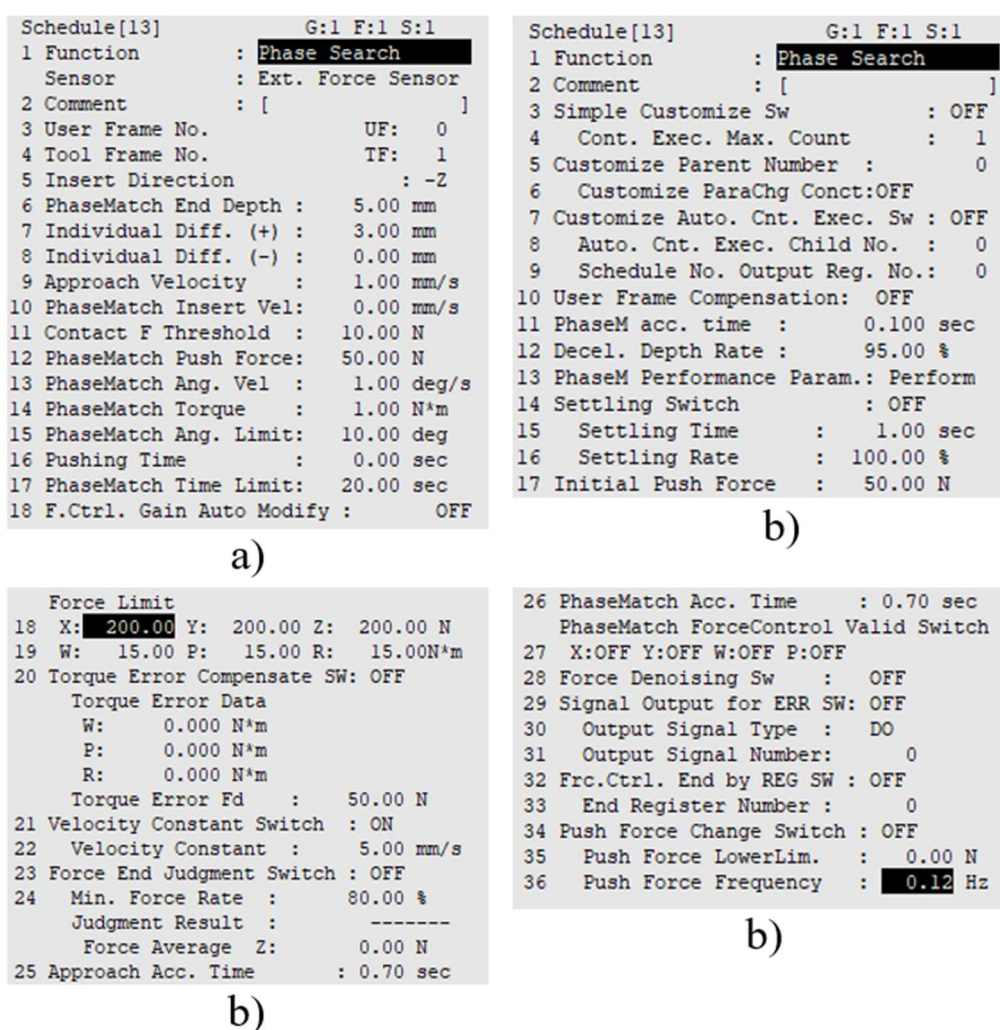 Schedule[13] G:1 F:1 S:1
1 Function : Phase Search
Sensor : Ext. Force Sensor
2 Comment : [ ]
3 User Frame No. UF: 0
4 Tool Frame No. TF: 1
5 Insert Direction : -Z
6 PhaseMatch End Depth : 5.00 mm
7 Individual Diff. (+) : 3.00 mm
8 Individual Diff. (-) : 0.00 mm
9 Approach Velocity : 1.00 mm/s
10 PhaseMatch Insert Vel: 0.00 mm/s
11 Contact F Threshold : 10.00 N
12 PhaseMatch Push Force: 50.00 N
13 PhaseMatch Ang. Vel : 1.00 deg/s
14 PhaseMatch Torque : 1.00 N*m
15 PhaseMatch Ang. Limit: 10.00 deg
16 Pushing Time : 0.00 sec
17 PhaseMatch Time Limit: 20.00 sec
18 F.Ctrl. Gain Auto Modify : OFF
a)
Schedule[13] G:1 F:1 S:1
1 Function : Phase Search
2 Comment : [ ]
3 Simple Customize Sw : OFF
4 Cont. Exec. Max. Count : 1
5 Customize Parent Number : 0
6 Customize ParaChg Conct:OFF
7 Customize Auto. Cnt. Exec. Sw : OFF
8 Auto. Cnt. Exec. Child No. : 0
9 Schedule No. Output Reg. No.: 0
10 User Frame Compensation: OFF
11 PhaseM acc. time : 0.100 sec
12 Decel. Depth Rate : 95.00 %
13 PhaseM Performance Param.: Perform
14 Settling Switch : OFF
15 Settling Time : 1.00 sec
16 Settling Rate : 100.00 %
17 Initial Push Force : 50.00 N
b)
Force Limit
18 X: 200.00 Y: 200.00 Z: 200.00 N
19 W: 15.00 P: 15.00 R: 15.00N*m
20 Torque Error Compensate SW: OFF
Torque Error Data
W: 0.000 N*m
P: 0.000 N*m
R: 0.000 N*m
Torque Error Fd : 50.00 N
21 Velocity Constant Switch : ON
22 Velocity Constant : 5.00 mm/s
23 Force End Judgment Switch : OFF
24 Min. Force Rate : 80.00 %
Judgment Result : -------
Force Average Z: 0.00 N
25 Approach Acc. Time : 0.70 sec
b)
26 PhaseMatch Acc. Time : 0.70 sec
PhaseMatch ForceControl Valid Switch
27 X:OFF Y:OFF W:OFF P:OFF
28 Force Denoising Sw : OFF
29 Signal Output for ERR SW: OFF
30 Output Signal Type : DO
31 Output Signal Number: 0
32 Frc.Ctrl. End by REG SW : OFF
33 End Register Number : 0
34 Push Force Change Switch : OFF
35 Push Force LowerLim. : 0.00 N
36 Push Force Frequency : 0.12 Hz
b)